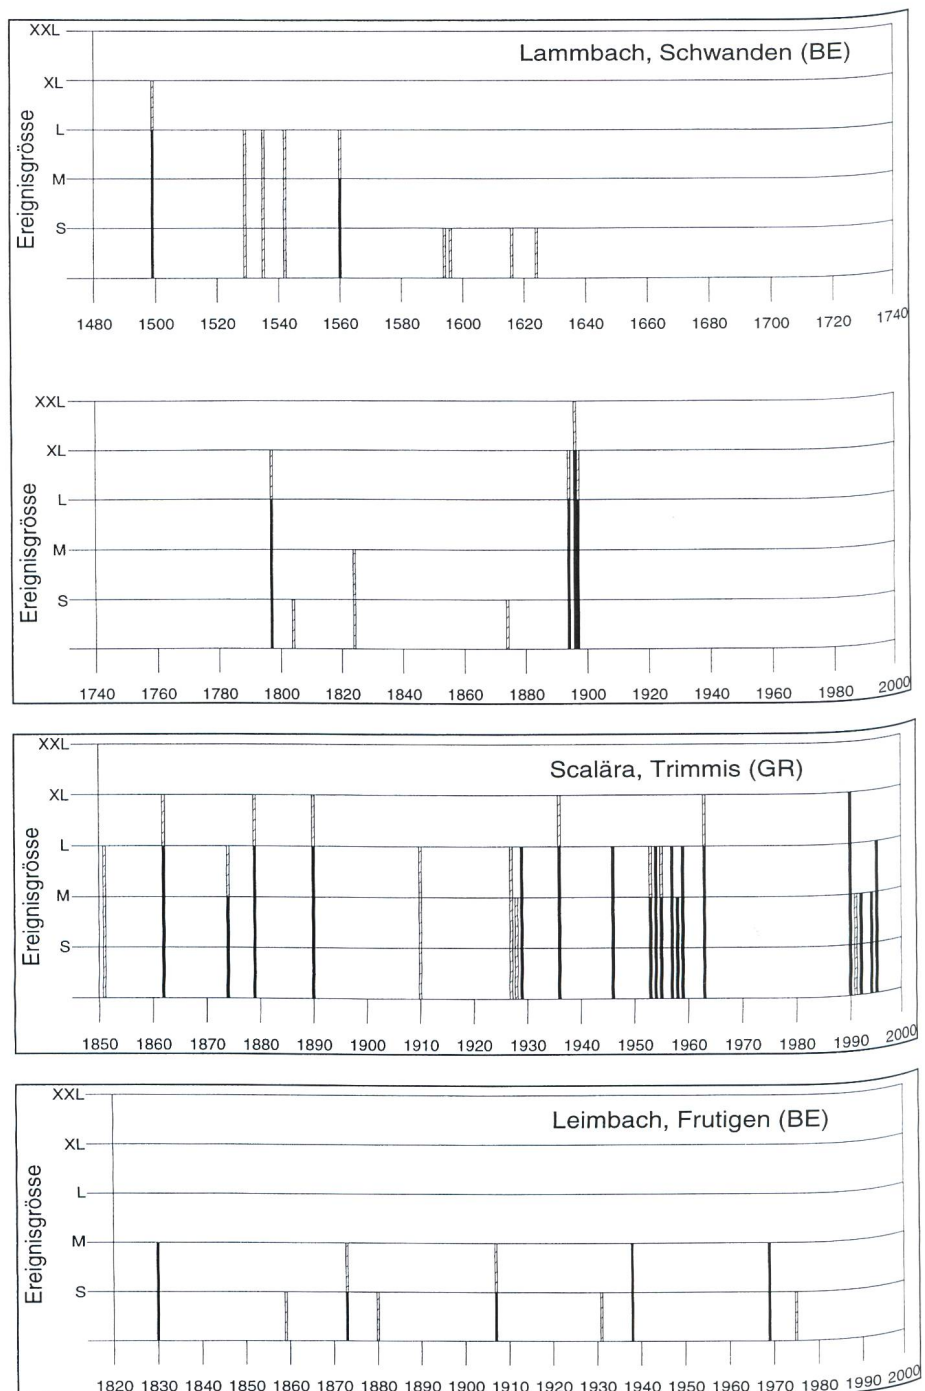 XXL
Lammbach, Schwanden (BE)
XL
L
M
S
Ereignisgrösse
1480 1500 1520 1540 1560 1580 1600 1620 1640 1660 1680 1700 1720 1740
XXL
XL
L
M
S
Ereignisgrösse
1740 1760 1780 1800 1820 1840 1860 1880 1900 1920 1940 1960 1980 2000
XXL
Scalära, Trimmis (GR)
XL
L
M
S
Ereignisgrösse
1850 1860 1870 1880 1890 1900 1910 1920 1930 1940 1950 1960 1970 1980 1990 2000
XXL
Leimbach, Frutigen (BE)
XL
L
M
S
Ereignisgrösse
1820 1830 1840 1850 1860 1870 1880 1890 1900 1910 1920 1930 1940 1950 1960 1970 1980 1990 2000